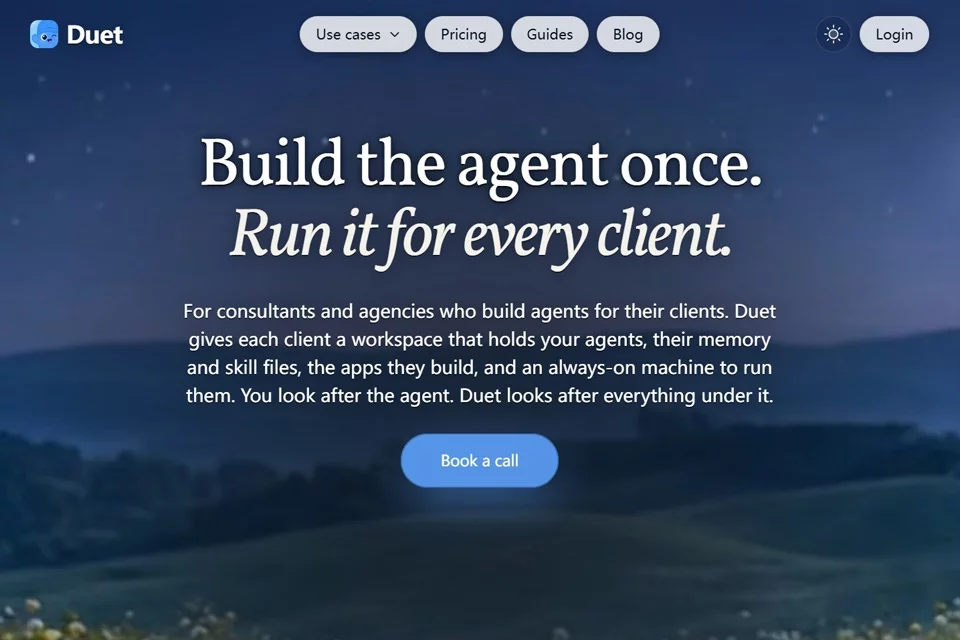 Duet
Use cases
Pricing
Guides
Blog
Login
Build the agent once.
Run it for every client.
For consultants and agencies who build agents for their clients. Duet
gives each client a workspace that holds your agents, their memory
and skill files, the apps they build, and an always-on machine to run
them. You look after the agent. Duet looks after everything under it.
Book a call